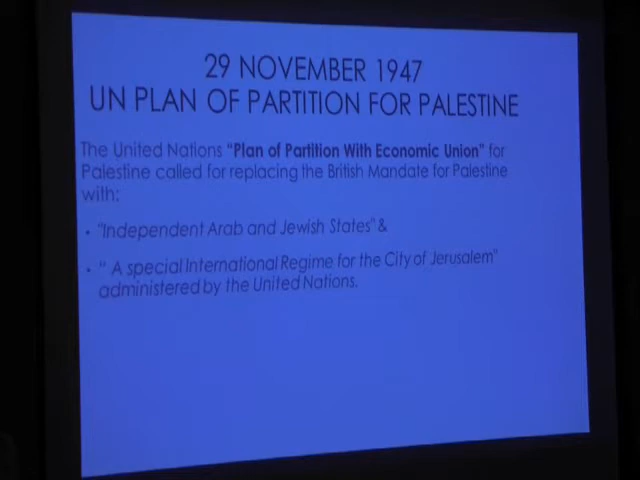 29 NOVEMBER 1947
UN PLAN OF PARTITION FOR PALESTINE
The United Nations “Plan of Partition With Economic Union” for
Palestine called for replacing the British Mandate for Palestine
with:
• "Independent Arab and Jewish States" &
• “ A special International Regime for the City of Jerusalem"
administered by the United Nations.